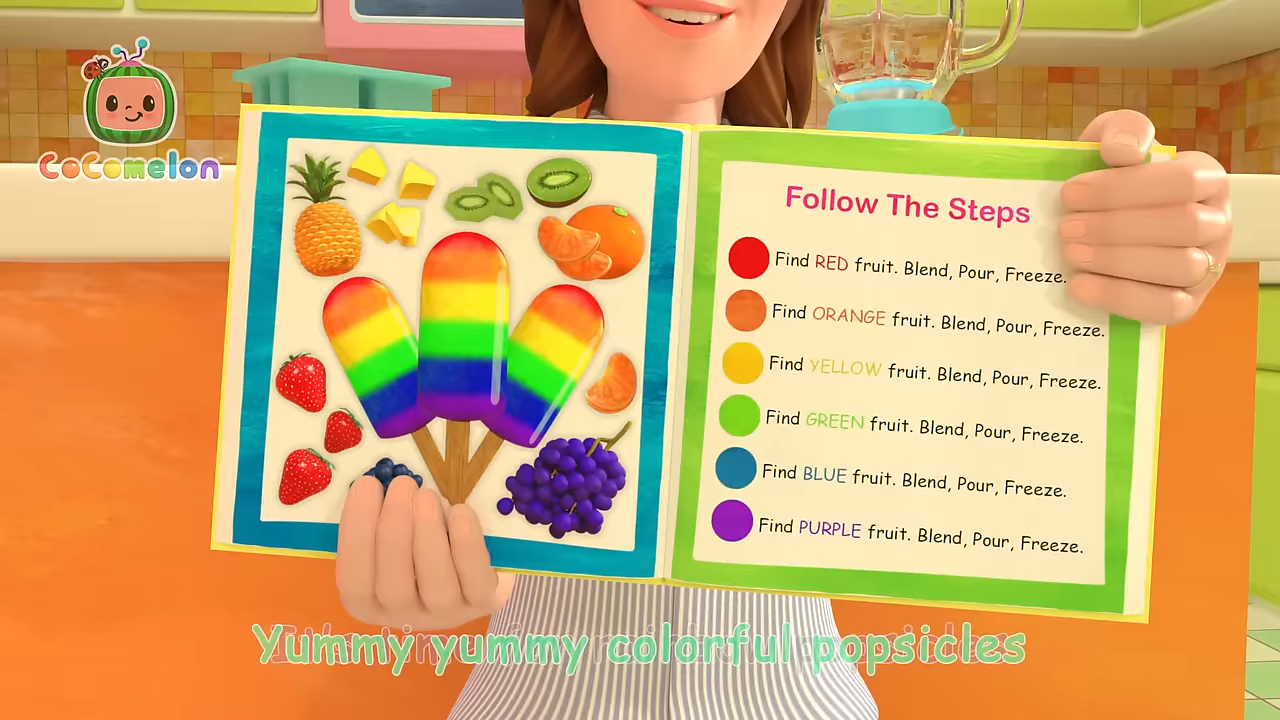 CoComelon
Follow The Steps
Find RED fruit. Blend, Pour, Freeze.
Find ORANGE fruit. Blend, Pour, Freeze.
Find YELLOW fruit. Blend, Pour, Freeze.
Find GREEN fruit. Blend, Pour, Freeze.
Find BLUE fruit. Blend, Pour, Freeze.
Find PURPLE fruit. Blend, Pour, Freeze.
Yummy yummy colorful popsicles